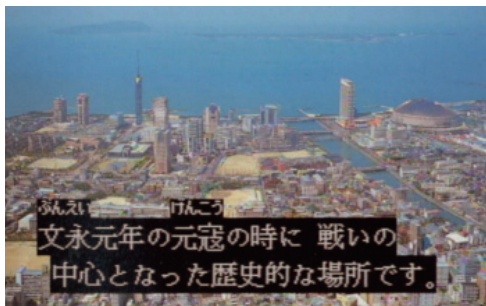 ぶんえい げんこう
文永元年の元寇の時に 戦いの
中心となった歴史的な場所です。